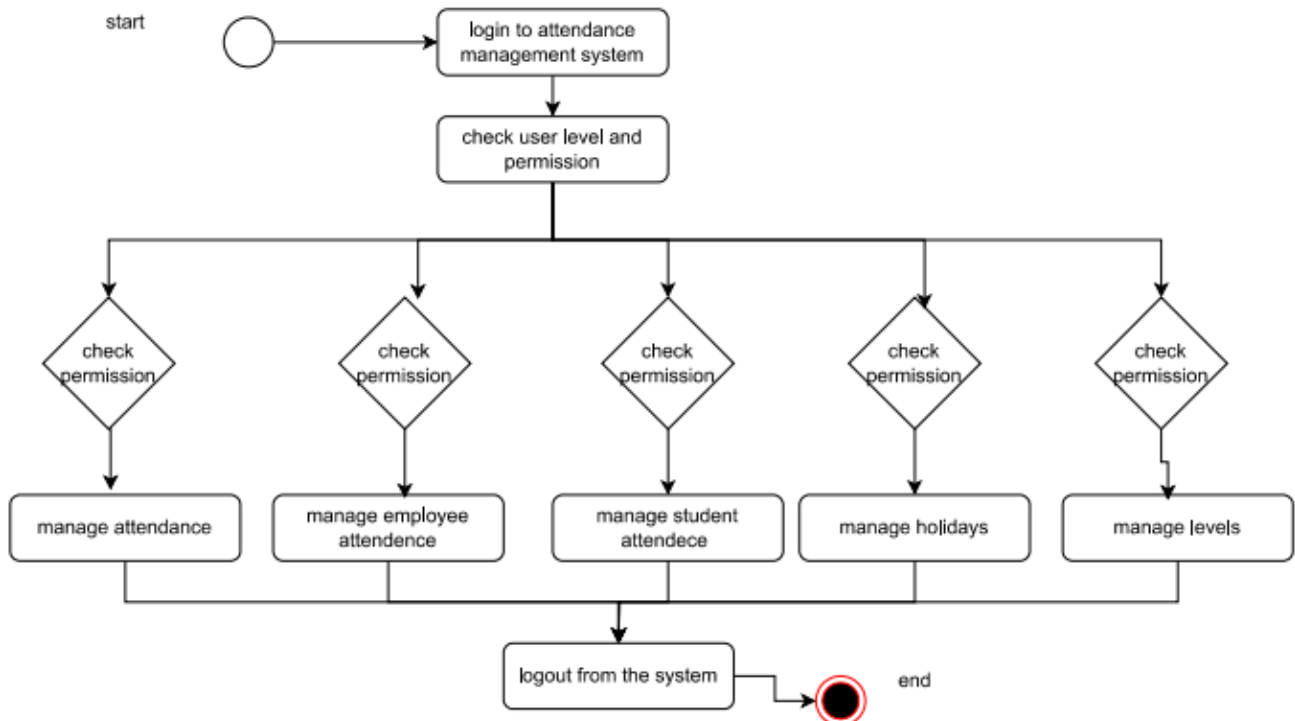 start
login to attendance
management system
check user level and
permission
check
permission
check
permission
check
permission
check
permission
check
permission
manage attendance
manage employee
attendence
manage student
attendece
manage holidays
manage levels
logout from the system
end